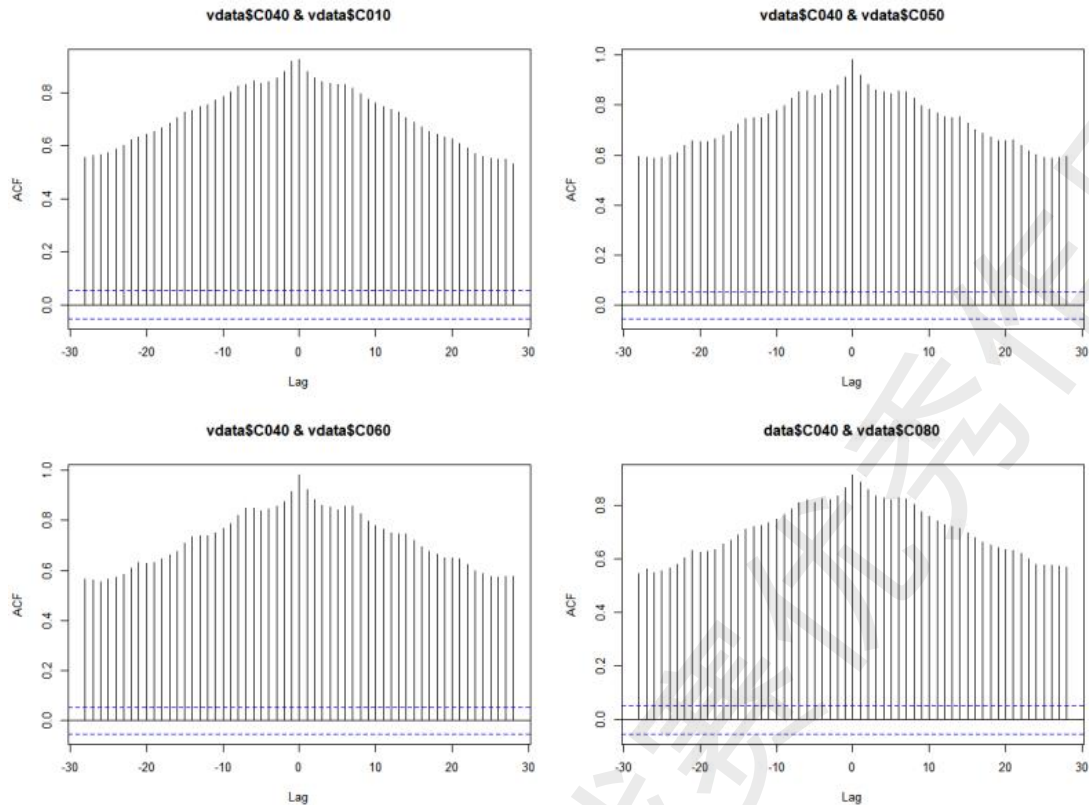 vdata$C040 & vdata$C010
ACF
0.0 0.2 0.4 0.6 0.8
-30 -20 -10 0 10 20 30
Lag
vdata$C040 & vdata$C050
ACF
0.0 0.2 0.4 0.6 0.8 1.0
-30 -20 -10 0 10 20 30
Lag
vdata$C040 & vdata$C060
ACF
0.0 0.2 0.4 0.6 0.8 1.0
-30 -20 -10 0 10 20 30
Lag
data$C040 & vdata$C080
ACF
0.0 0.2 0.4 0.6 0.8
-30 -20 -10 0 10 20 30
Lag
赛优秀作